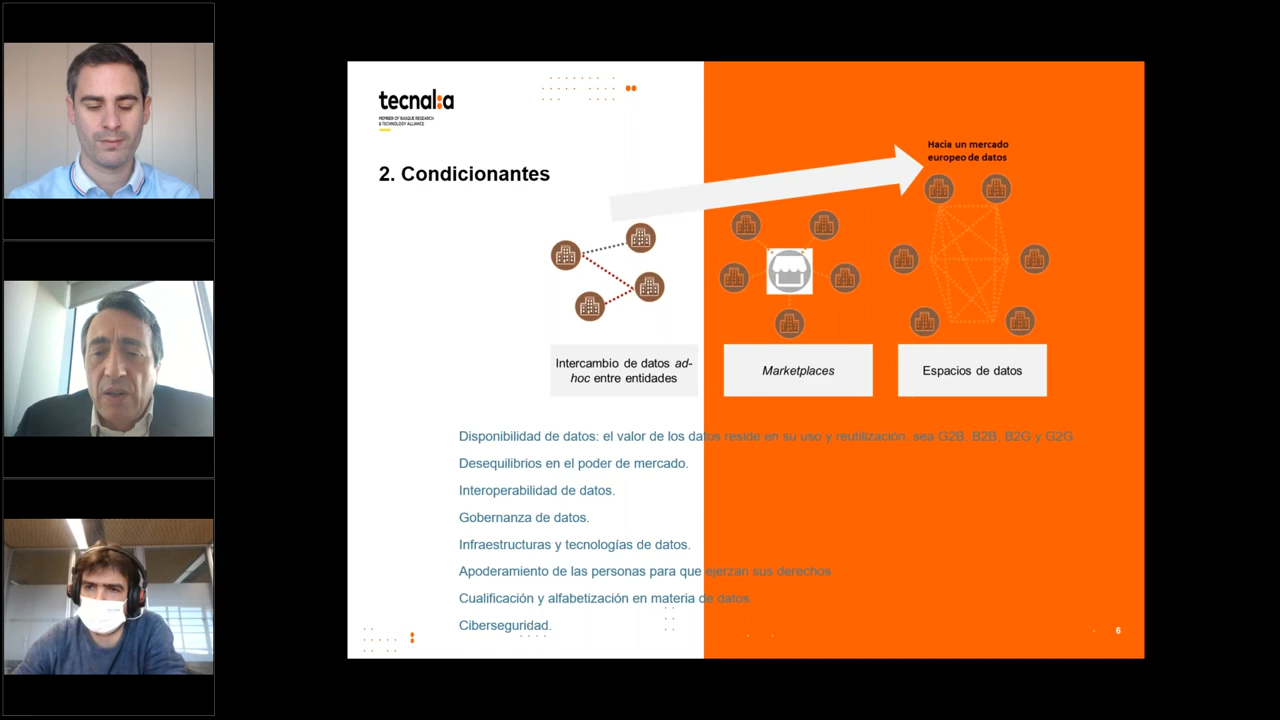 tecnalia
MEMBER OF BASQUE RESEARCH
& TECHNOLOGY ALLIANCE
2. Condicionantes
Hacia un mercado
europeo de datos
Intercambio de datos ad-
hoc entre entidades
Marketplaces
Espacios de datos
Disponibilidad de datos: el valor de los datos reside en su uso y reutilización, sea G2B, B2B, B2G y G2G
Desequilibrios en el poder de mercado.
Interoperabilidad de datos.
Gobernanza de datos.
Infraestructuras y tecnologías de datos.
Apoderamiento de las personas para que ejerzan sus derechos.
Cualificación y alfabetización en materia de datos.
Ciberseguridad.
6